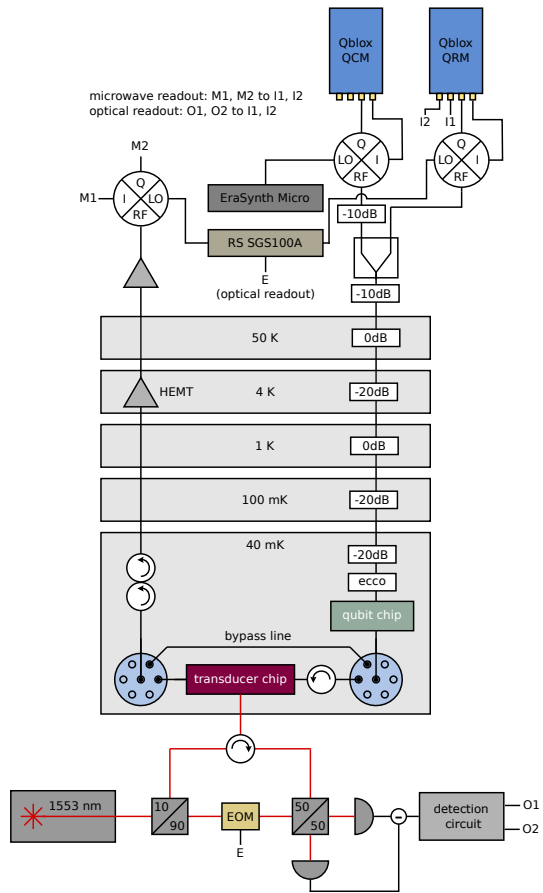 Qblox
QCM
Qblox
QRM
microwave readout: M1, M2 to I1, I2
optical readout: O1, O2 to I1, I2
I2
I1
M2
Q
LO
I
RF
Q
LO
I
RF
M1
Q
I
LO
RF
EraSynth Micro
-10dB
RS SGS100A
E
(optical readout)
-10dB
50 K
0dB
HEMT
4 K
-20dB
1 K
0dB
100 mK
-20dB
40 mK
-20dB
ecco
qubit chip
bypass line
transducer chip
1553 nm
10
90
EOM
E
50
50
-
detection
circuit
O1
O2